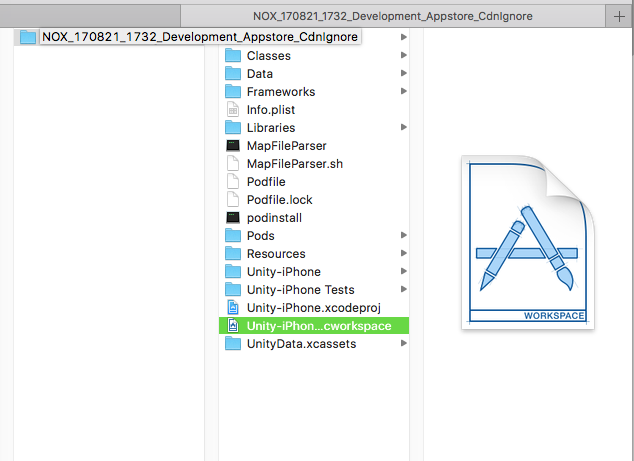 NOX_170821_1732_Development_Appstore_CdnIgnore
NOX_170821_1732_Development_Appstore_CdnIgnore
Classes
Data
Frameworks
Info.plist
Libraries
MapFileParser
MapFileParser.sh
Podfile
Podfile.lock
podinstall
Pods
Resources
Unity-iPhone
Unity-iPhone Tests
Unity-iPhone.xcodeproj
Unity-iPhon...cworkspace
UnityData.xcassets
WORKSPACE